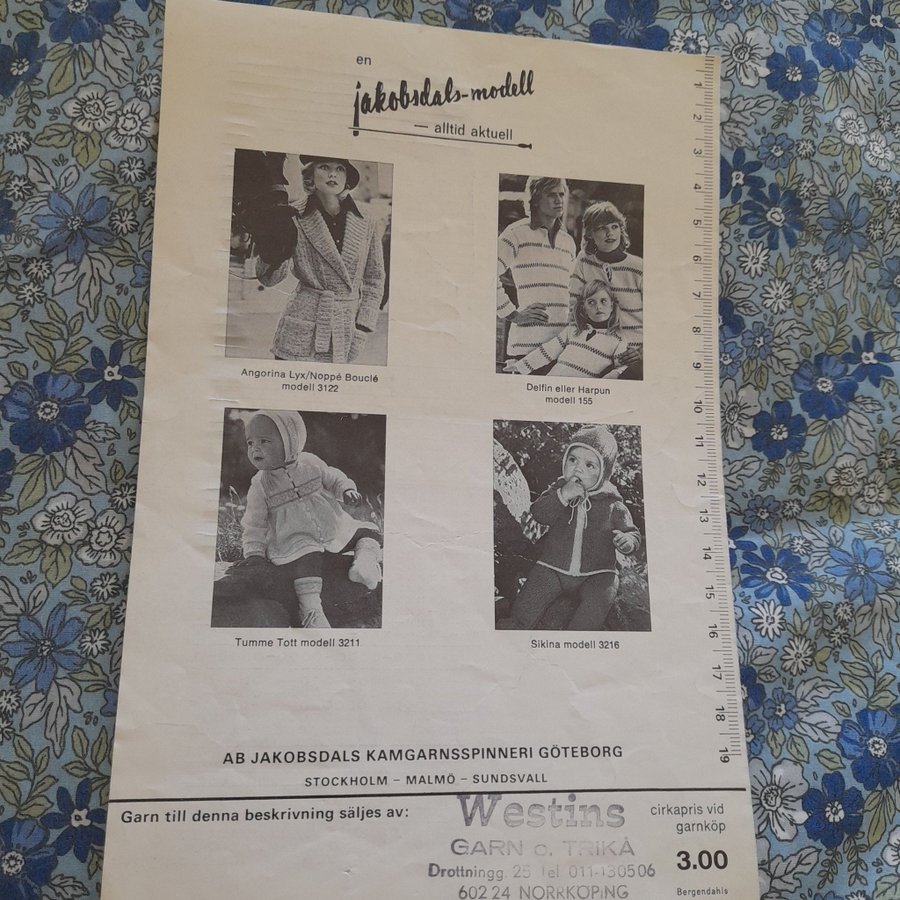 en
jakobsdals-modell
— alltid aktuell
Angorina Lyx/Noppé Bouclé
modell 3122
Delfin eller Harpun
modell 155
Tumme Tott modell 3211
Sikina modell 3216
1
2
3
4
5
6
7
8
9
10
11
12
13
14
15
16
17
18
19
AB JAKOBSDALS KAMGARNSSPINNERI GÖTEBORG
STOCKHOLM – MALMÖ – SUNDSVALL
Garn till denna beskrivning säljes av:
Westins
GARN o. TRIKÅ
Drottningg. 25 Tel 011-130506
602 24 NORRKÖPING
cirkapris vid
garnköp
3.00
Bergendahls